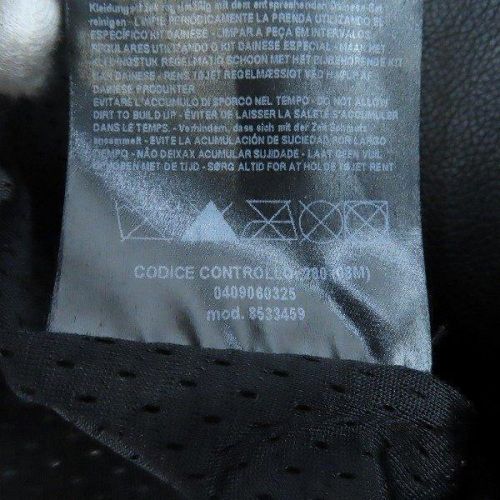 Kleidungsstück regelmäßig mit dem entsprechenden Dainese-Set
reinigen - LIMPIE PERIÓDICAMENTE LA PRENDA UTILIZANDO EL
ESPECÍFICO KIT DAINESE - LIMPAR A PEÇA EM INTERVALOS
REGULARES COM O KIT DAINESE ESPECIAL - MAAK HET
KLEDINGSTUK REGELMATIG SCHOON MET HET BIJBEHORENDE KIT
VAN DAINESE - RENS TØJET REGELMÆSSIGT VED HJÆLP AF
DAINESE PRODUKTER
EVITARE L'ACCUMULO DI SPORCO NEL TEMPO - DO NOT ALLOW
DIRT TO BUILD UP - ÉVITER DE LAISSER LA SALETÉ S'ACCUMULER
DANS LE TEMPS. - Verhindern, dass sich mit der Zeit Schmutz
ansammelt - EVITE LA ACUMULACIÓN DE SUCIEDAD POR LARGO
TIEMPO - NÃO DEIXAX ACUMULAR SUJIDADE - LAAT GEEN VUIL
OPNEMEN MET DE TIJD - SØRG ALTID FOR AT HOLDE TØJET RENT
CODICE CONTROLLO
0409060325
mod. 8533459